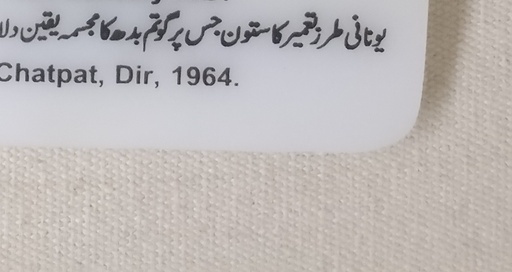 یونانی طرز تعمیر کا ستون جس پر گوتم بدھ کا مجسمہ یقین دلا
Chatpat, Dir, 1964.